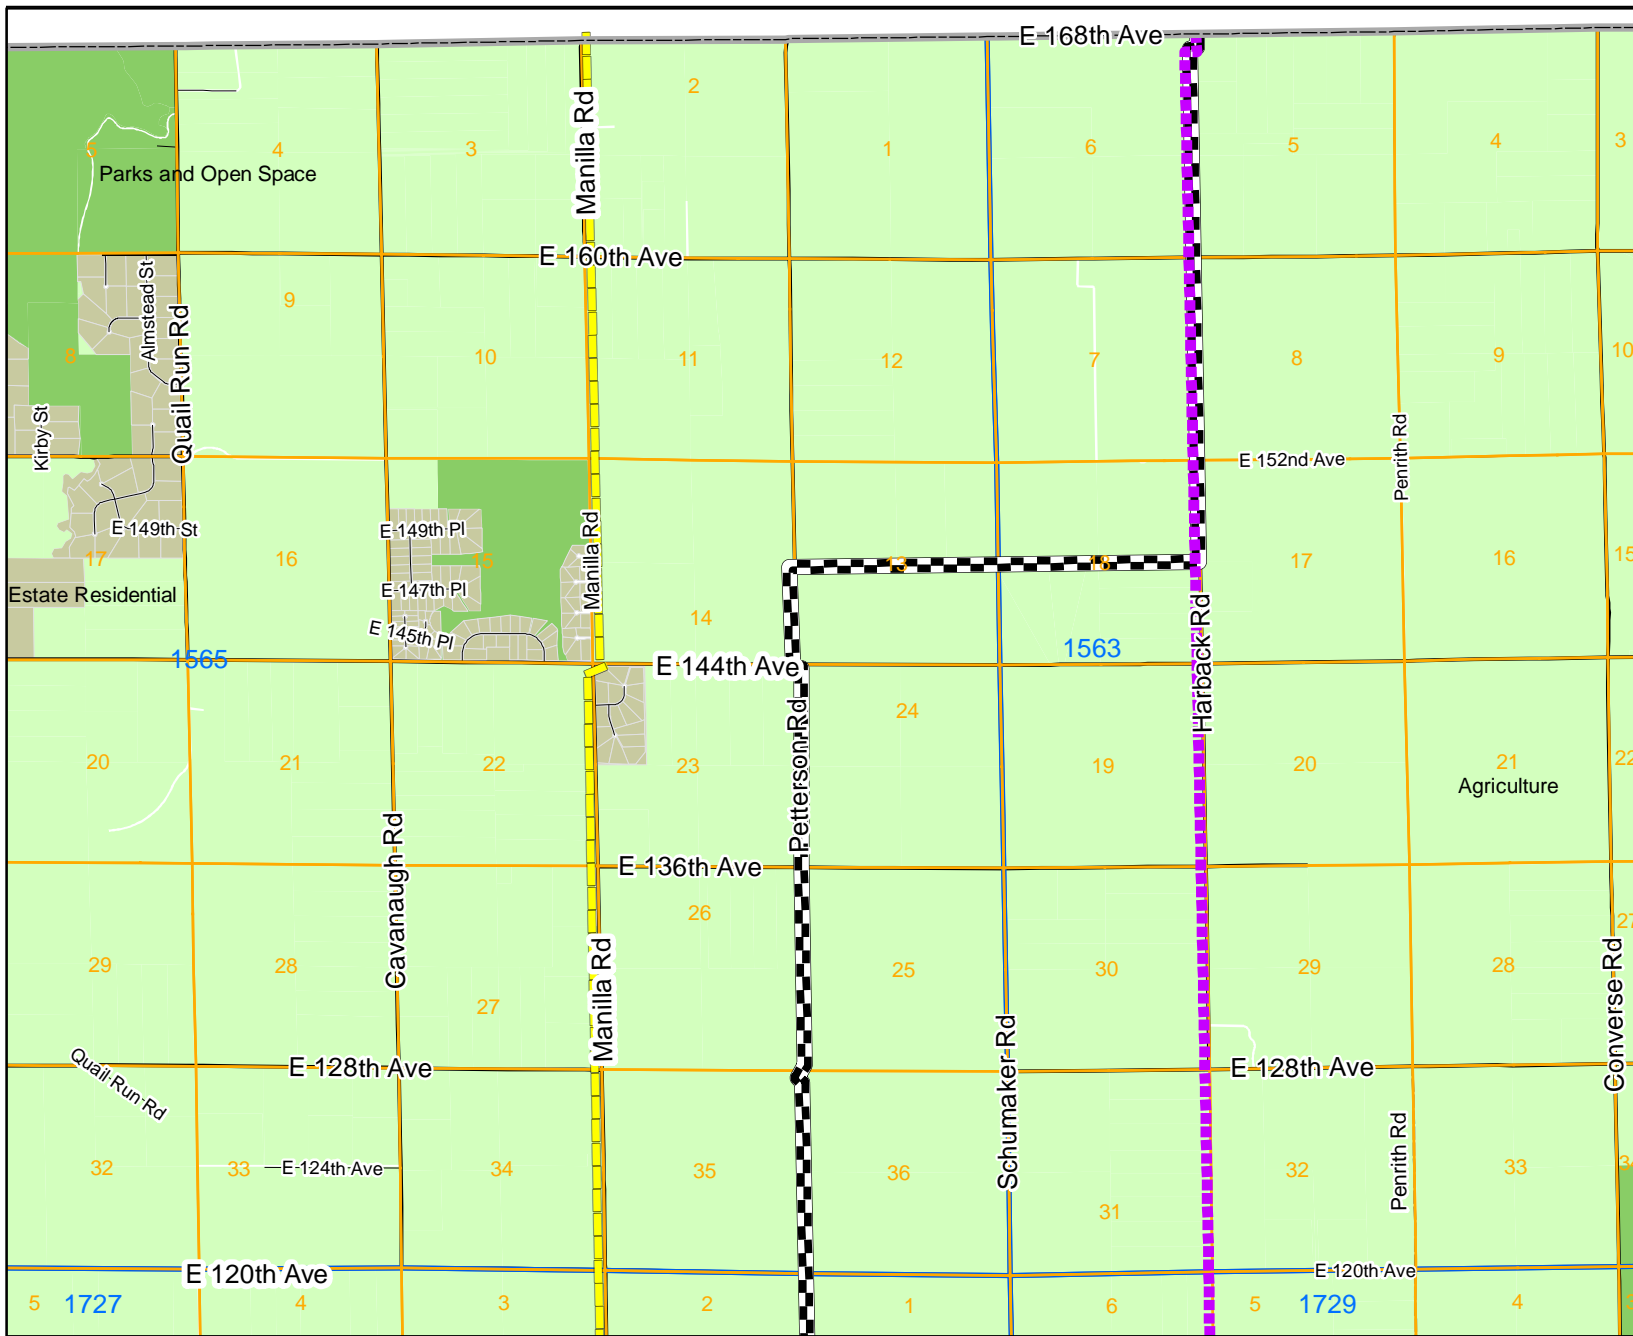 E 168th Ave
2
Manilla Rd
4
3
1
6
5
4
3
5
Parks and Open Space
E 160th Ave
Almstead St
9
Quail Run Rd
8
10
11
12
7
8
9
10
Kirby St
Penrith Rd
E 152nd Ave
E 149th St
E 149th Pl
Manilla Rd
17
16
15
13
18
17
16
15
Estate Residential
E 147th Pl
14
E 145th Pl
Harback Rd
1565
1563
E 144th Ave
24
Petterson Rd
20
21
22
23
19
20
21
22
Agriculture
Cavanaugh Rd
E 136th Ave
26
27
29
28
25
30
29
28
Converse Rd
27
Manilla Rd
Schumaker Rd
E 128th Ave
E 128th Ave
Quail Run Rd
Penrith Rd
32
33
E 124th Ave
34
35
36
32
33
31
E 120th Ave
E 120th Ave
5
1727
4
3
2
1
6
5
1729
4